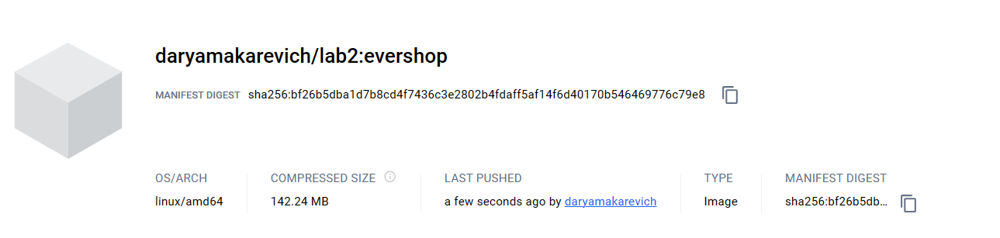 daryamakarevich/lab2:evershop
MANIFEST DIGEST sha256:bf26b5dba1d7b8cd4f7436c3e2802b4fdaff5af14f6d40170b546469776c79e8
OS/ARCH COMPRESSED SIZE LAST PUSHED TYPE MANIFEST DIGEST
linux/amd64 142.24 MB a few seconds ago by daryamakarevich Image sha256:bf26b5db...